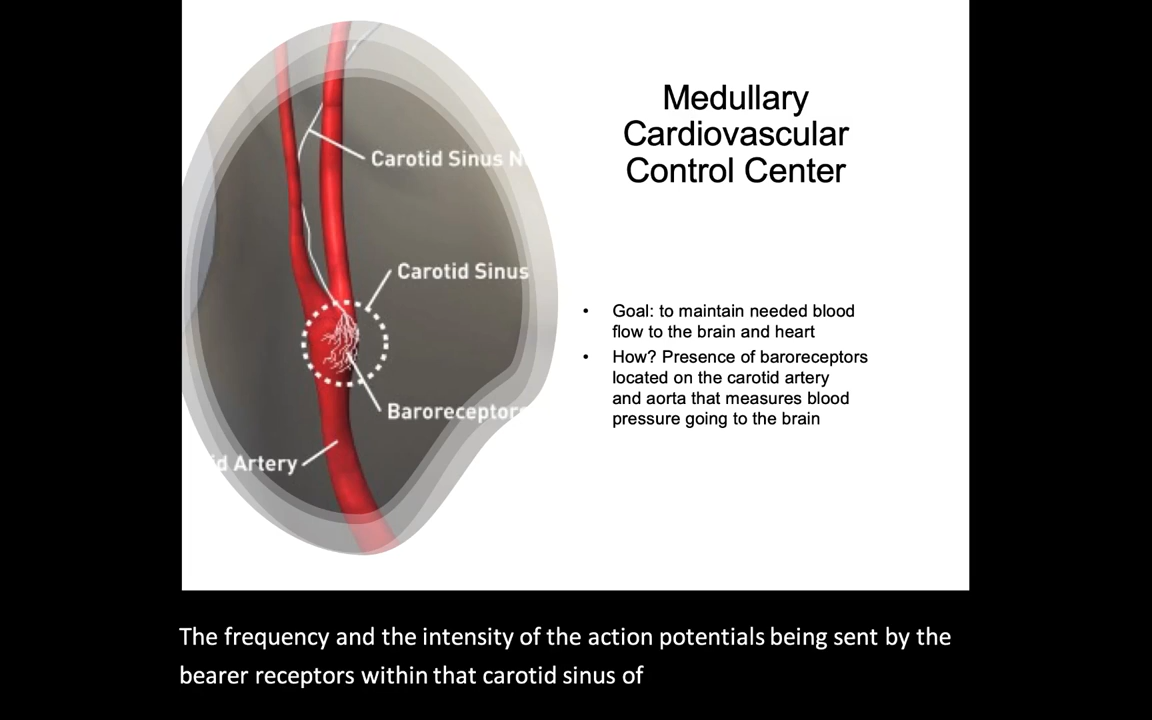 Medullary
Cardiovascular
Control Center
Carotid Sinus N
Carotid Sinus
Baroreceptors
id Artery
• Goal: to maintain needed blood
flow to the brain and heart
• How? Presence of baroreceptors
located on the carotid artery
and aorta that measures blood
pressure going to the brain
The frequency and the intensity of the action potentials being sent by the
bearer receptors within that carotid sinus of